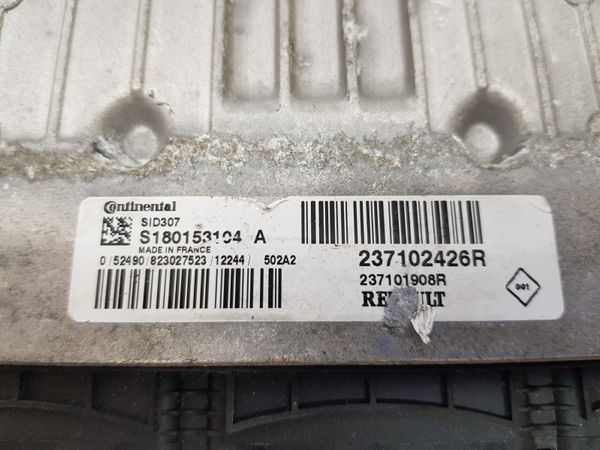 Continental
SID307
S180153104 A
MADE IN FRANCE
0/52490/823027523/12244/ 502A2
237102426R
237101908R
001